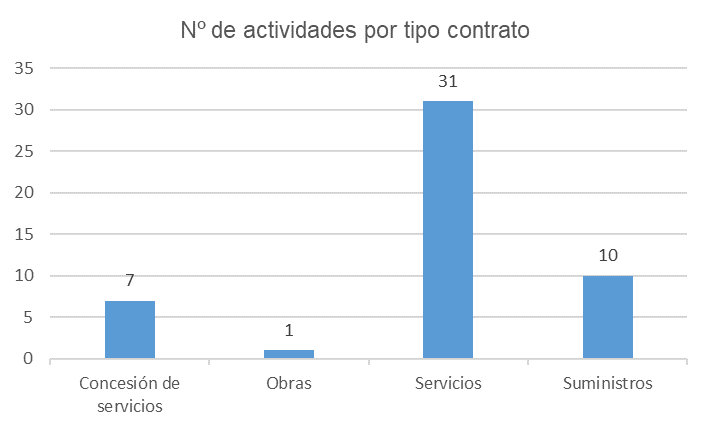 Nº de actividades por tipo contrato
35
30
25
20
15
10
5
0
7
1
31
10
Concesión de
servicios
Obras
Servicios
Suministros